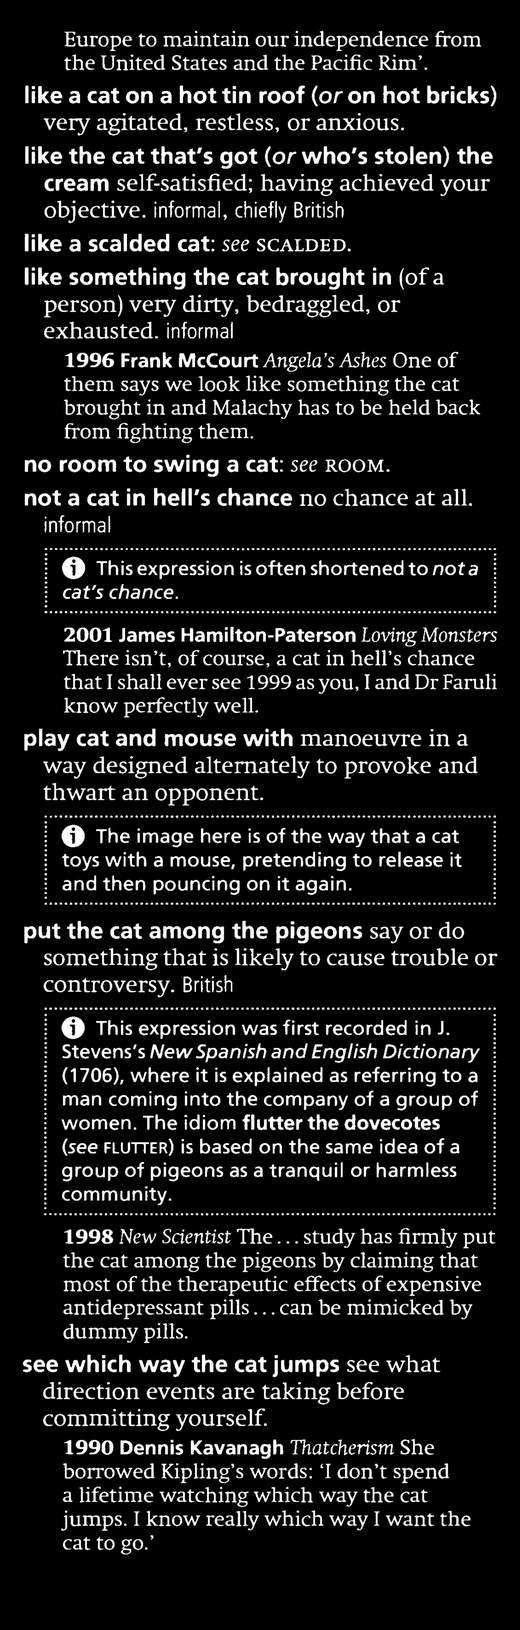 Europe to maintain our independence from
the United States and the Pacific Rim’.
like a cat on a hot tin roof (or on hot bricks)
very agitated, restless, or anxious.
like the cat that’s got (or who’s stolen) the
cream self-satisfied; having achieved your
objective. informal, chiefly British
like a scalded cat: see SCALDED.
like something the cat brought in (of a
person) very dirty, bedraggled, or
exhausted. informal
1996 Frank McCourt Angela’s Ashes One of
them says we look like something the cat
brought in and Malachy has to be held back
from fighting them.
no room to swing a cat: see ROOM.
not a cat in hell’s chance no chance at all.
informal
i This expression is often shortened to not a
cat’s chance.
2001 James Hamilton-Paterson Loving Monsters
There isn’t, of course, a cat in hell’s chance
that I shall ever see 1999 as you, I and Dr Faruli
know perfectly well.
play cat and mouse with manoeuvre in a
way designed alternately to provoke and
thwart an opponent.
i The image here is of the way that a cat
toys with a mouse, pretending to release it
and then pouncing on it again.
put the cat among the pigeons say or do
something that is likely to cause trouble or
controversy. British
i This expression was first recorded in J.
Stevens’s New Spanish and English Dictionary
(1706), where it is explained as referring to a
man coming into the company of a group of
women. The idiom flutter the dovecotes
(see FLUTTER) is based on the same idea of a
group of pigeons as a tranquil or harmless
community.
1998 New Scientist The...study has firmly put
the cat among the pigeons by claiming that
most of the therapeutic effects of expensive
antidepressant pills...can be mimicked by
dummy pills.
see which way the cat jumps see what
direction events are taking before
committing yourself.
1990 Dennis Kavanagh Thatcherism She
borrowed Kipling’s words: ‘I don’t spend
a lifetime watching which way the cat
jumps. I know really which way I want the
cat to go.’